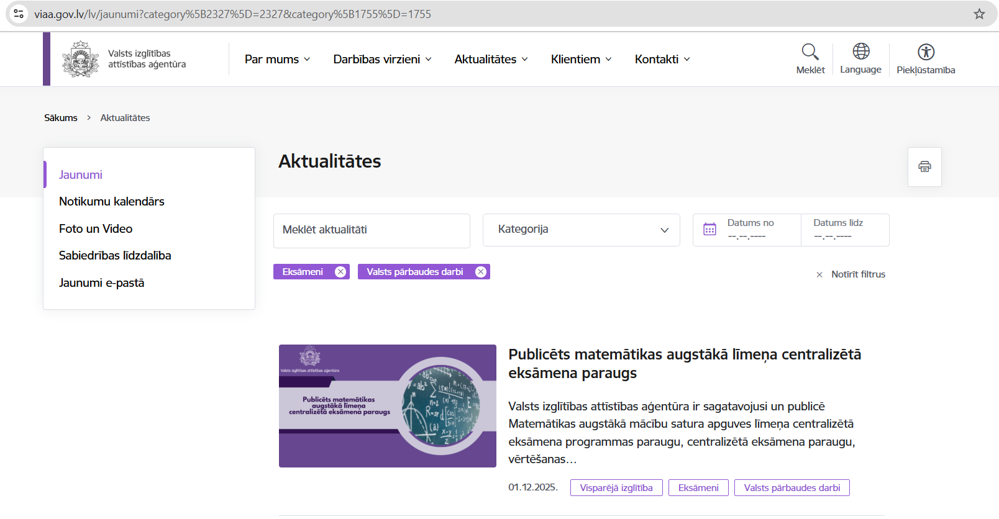 viaa.gov.lv/lv/jaunumi?category%5B2327%5D=2327&category%5B1755%5D=1755
Valsts izglītības
attīstības aģentūra
Par mums
Darbības virzieni
Aktualitātes
Klientiem
Kontakti
Meklēt
Language
Piekļūstamība
Sākums > Aktualitātes
Jaunumi
Notikumu kalendārs
Foto un Video
Sabiedrības līdzdalība
Jaunumi e-pastā
Aktualitātes
Meklēt aktualitāti
Kategorija
Datums no
--.--.----
Datums līdz
--.--.----
Eksāmeni
Valsts pārbaudes darbi
Notīrīt filtrus
Valsts izglītības attīstības aģentūra
Publicēts matemātikas
augstākā līmeņa
centralizētā eksāmena paraugs
Publicēts matemātikas augstākā līmeņa centralizētā
eksāmena paraugs
Valsts izglītības attīstības aģentūra ir sagatavojusi un publicē
Matemātikas augstākā mācību satura apguves līmeņa centralizētā
eksāmena programmas paraugu, centralizētā eksāmena paraugu,
vērtēšanas…
01.12.2025.
Visparējā izglītība
Eksāmeni
Valsts pārbaudes darbi